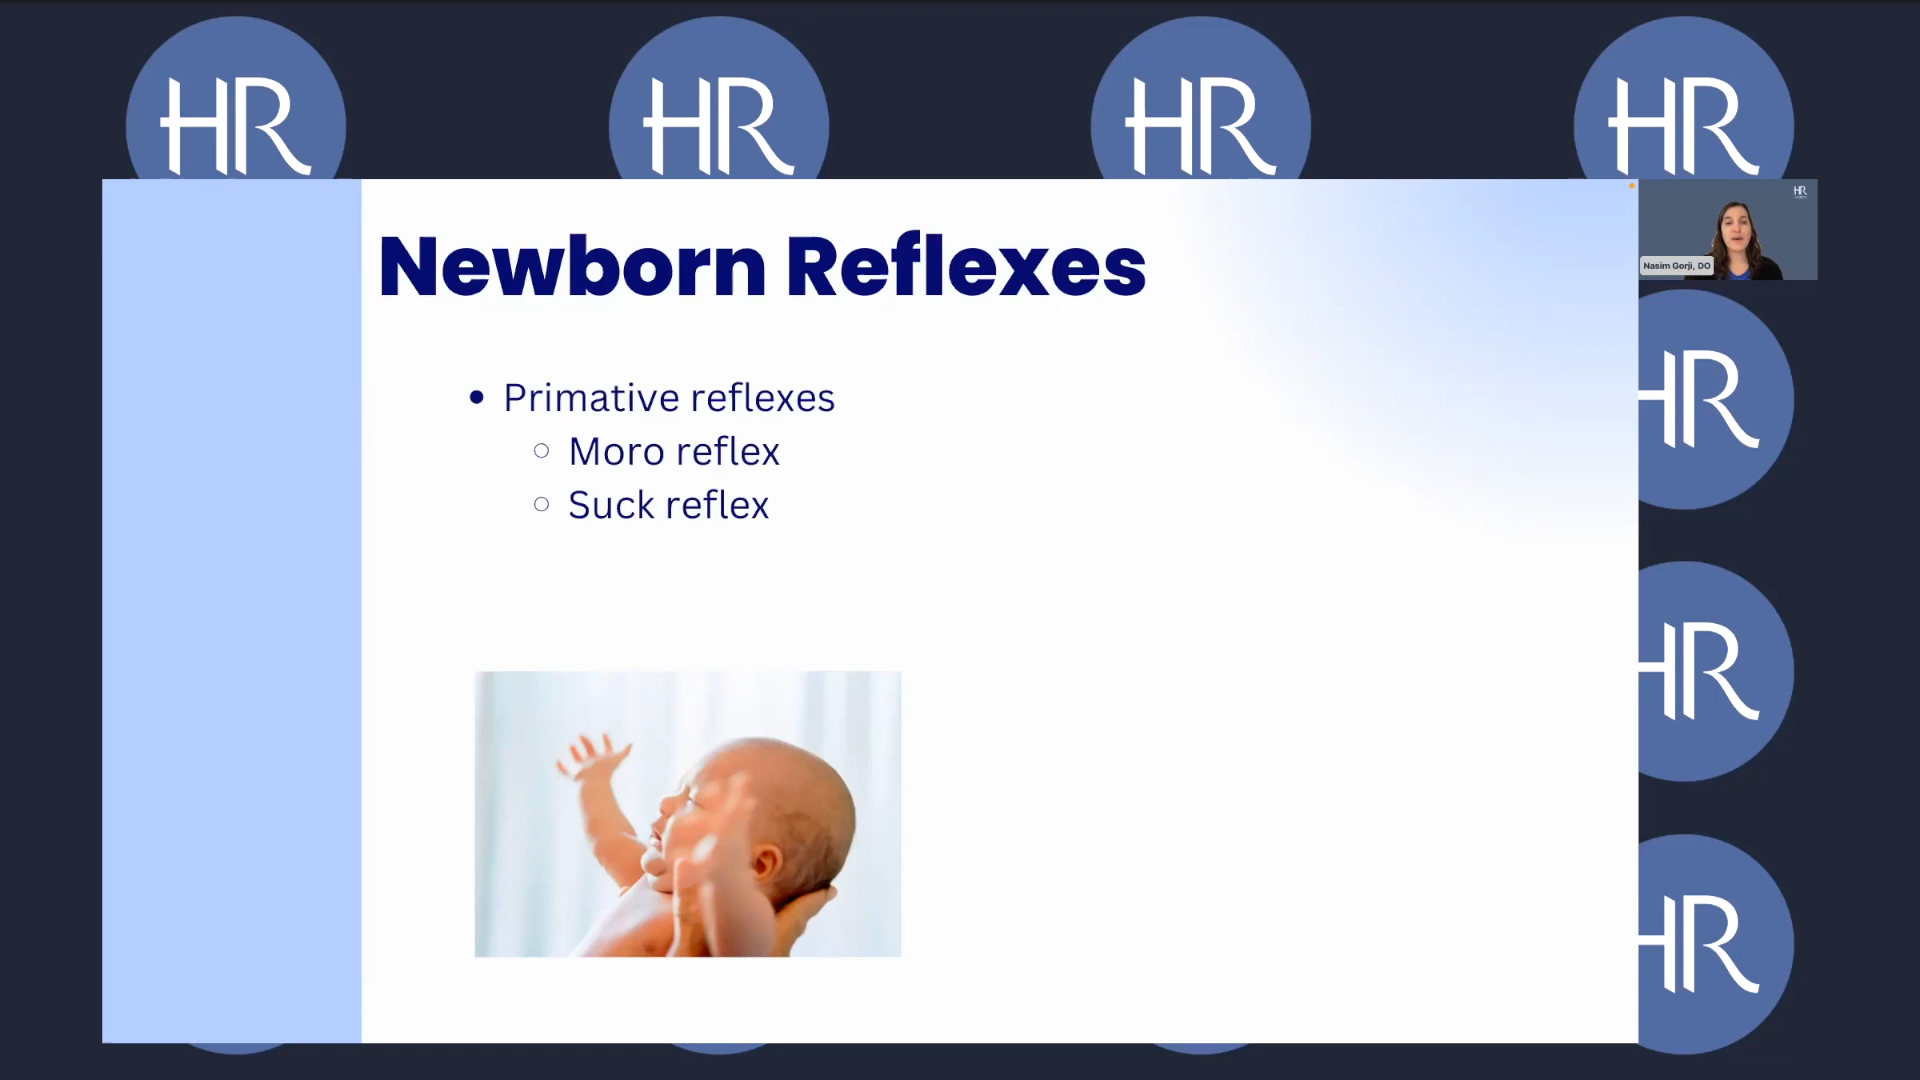 HR HR HR HR
HR
Newborn Reflexes
Nasim Gorji, DO
HR
• Primative reflexes
○ Moro reflex
○ Suck reflex
HR
HR